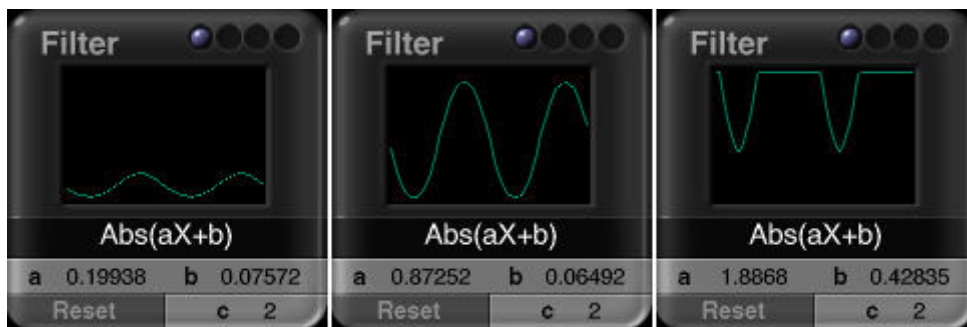 Filter
Abs(aX+b)
a 0.19938 b 0.07572
Reset c 2
Filter
Abs(aX+b)
a 0.87252 b 0.06492
Reset c 2
Filter
Abs(aX+b)
a 1.8868 b 0.42835
Reset c 2